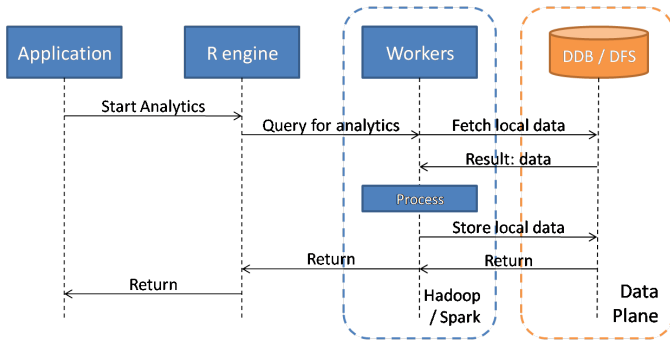 Application
R engine
Workers
DDB / DFS
Start Analytics
Query for analytics
Fetch local data
Result: data
Process
Store local data
Return
Return
Return
Hadoop
/ Spark
Data
Plane